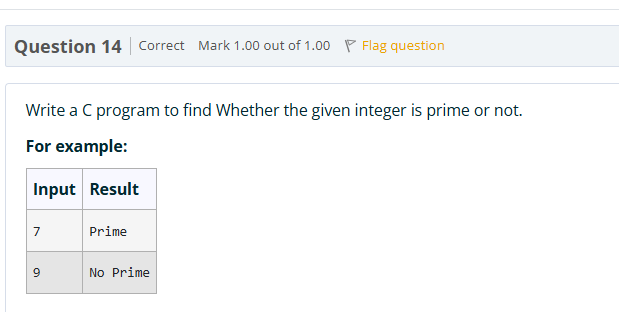 Question 14 Correct Mark 1.00 out of 1.00 Flag question
Write a C program to find Whether the given integer is prime or not.
For example:
Input Result
7 Prime
9 No Prime